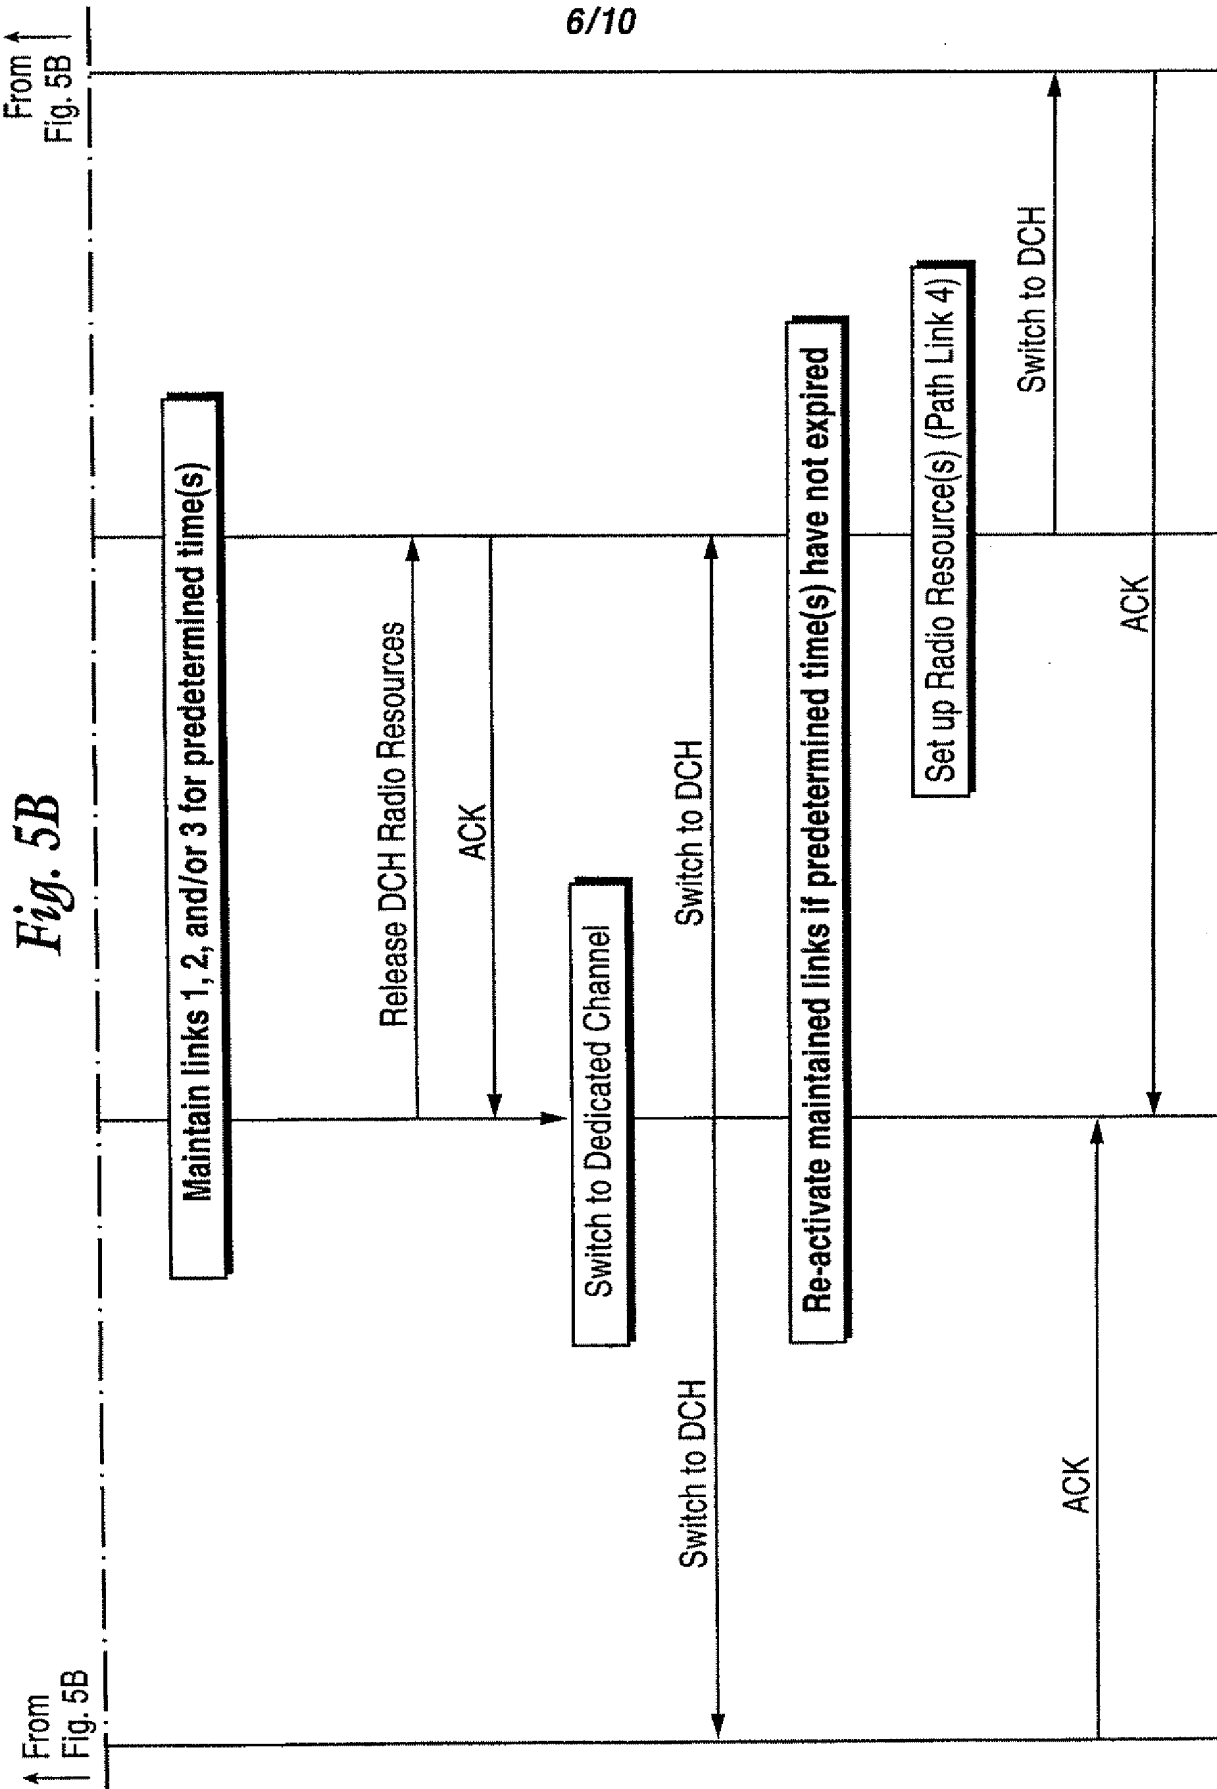 6/10
Fig. 5B
From
Fig. 5B
From
Fig. 5B
Maintain links 1, 2, and/or 3 for predetermined time(s)
Release DCH Radio Resources
ACK
Switch to Dedicated Channel
Switch to DCH
Switch to DCH
Re-activate maintained links if predetermined time(s) have not expired
Set up Radio Resource(s) (Path Link 4)
Switch to DCH
ACK
ACK